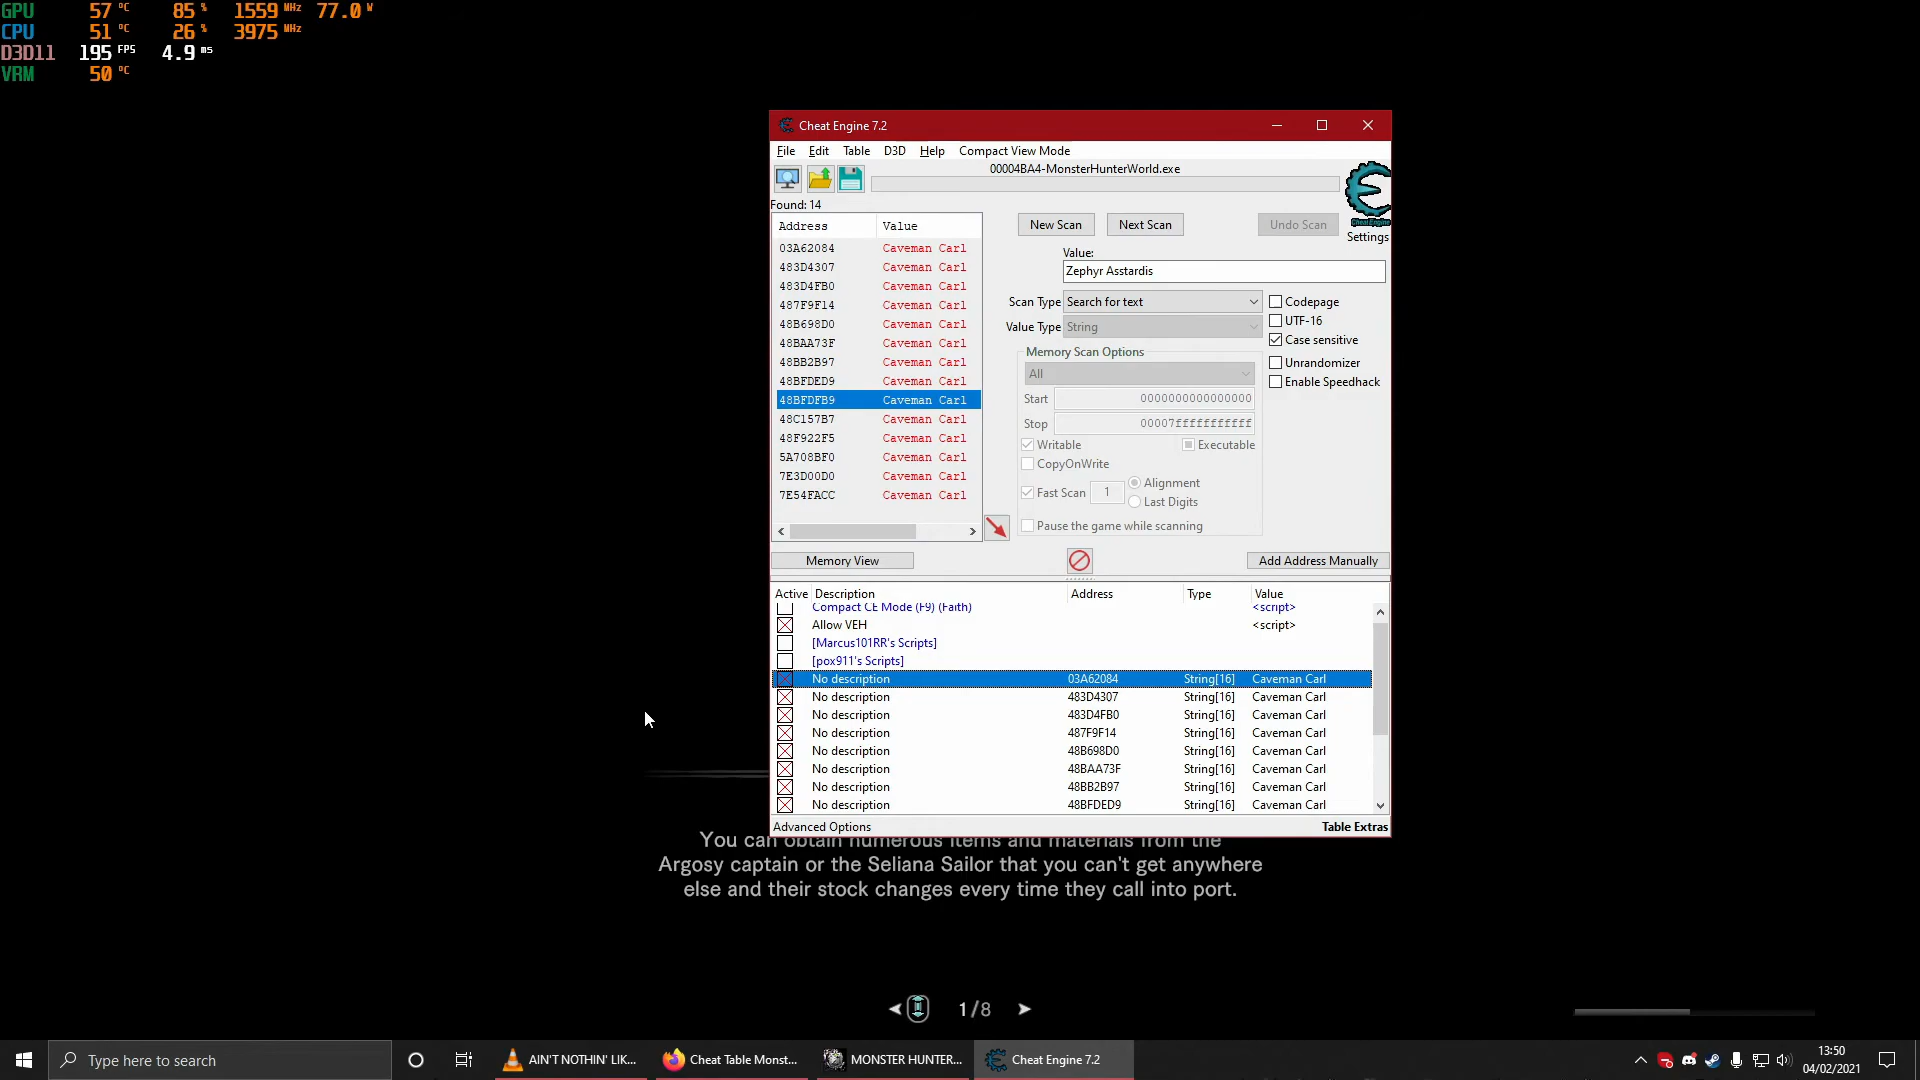 GPU 57 °C 85 % 1559 MHz 77.0 W
CPU 51 °C 26 % 3975 MHz
D3D11 195 FPS 4.9 ms
VRM 50 °C
Cheat Engine 7.2
File Edit Table D3D Help Compact View Mode
00004BA4-MonsterHunterWorld.exe
Found: 14
Settings
Address Value
03A62084 Caveman Carl
483D4307 Caveman Carl
483D4FB0 Caveman Carl
487F9F14 Caveman Carl
48B698D0 Caveman Carl
48BAA73F Caveman Carl
48BB2B97 Caveman Carl
48BFDED9 Caveman Carl
48BFDFB9 Caveman Carl
48C157B7 Caveman Carl
48F922F5 Caveman Carl
5A708BF0 Caveman Carl
7E3D00D0 Caveman Carl
7E54FACC Caveman Carl
New Scan Next Scan Undo Scan
Value:
Zephyr Asstardis
Scan Type Search for text
Value Type String
Codepage
UTF-16
Case sensitive
Unrandomizer
Enable Speedhack
Memory Scan Options
All
Start 0000000000000000
Stop 00007fffffffffff
Writable Executable
CopyOnWrite
Fast Scan 1 Alignment
Last Digits
Pause the game while scanning
Memory View Add Address Manually
Active Description Address Type Value
Compact CE Mode (F9) (Faith) <script>
Allow VEH <script>
[Marcus101RR's Scripts]
[pox911's Scripts]
No description 03A62084 String[16] Caveman Carl
No description 483D4307 String[16] Caveman Carl
No description 483D4FB0 String[16] Caveman Carl
No description 487F9F14 String[16] Caveman Carl
No description 48B698D0 String[16] Caveman Carl
No description 48BAA73F String[16] Caveman Carl
No description 48BB2B97 String[16] Caveman Carl
No description 48BFDED9 String[16] Caveman Carl
Advanced Options Table Extras
You can obtain numerous items and materials from the
Argosy captain or the Seliana Sailor that you can't get anywhere
else and their stock changes every time they call into port.
1/8
Type here to search
AIN'T NOTHIN' LIK...
Cheat Table Monst...
MONSTER HUNTER...
Cheat Engine 7.2
13:50
04/02/2021